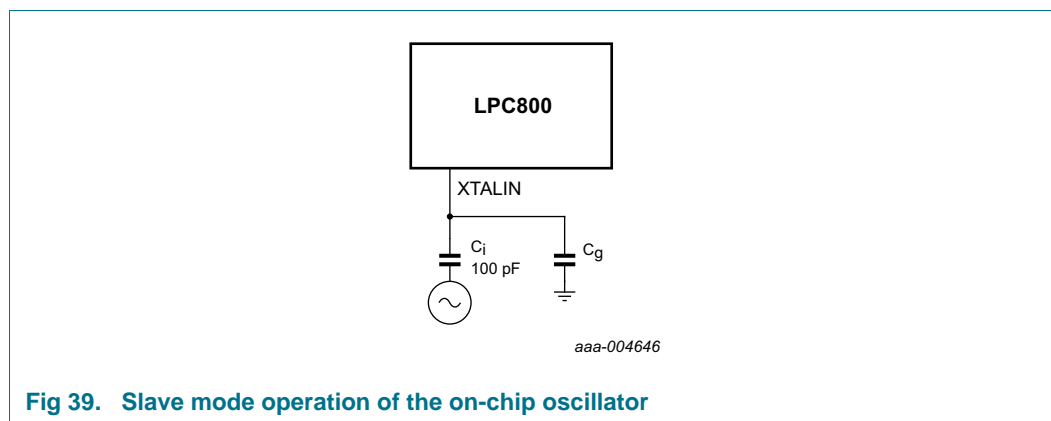 LPC800
XTALIN
Ci
100 pF
Cg
aaa-004646
Fig 39. Slave mode operation of the on-chip oscillator